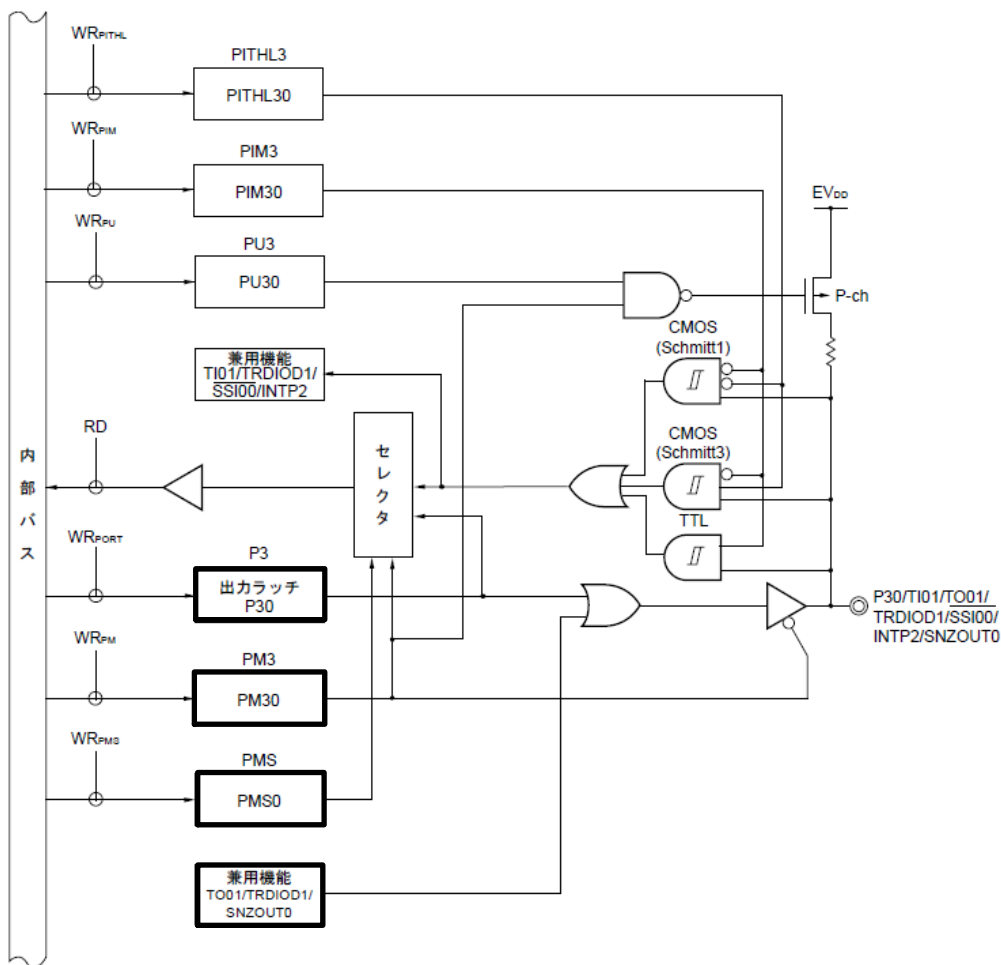 WRPITHL
PITHL3
PITHL30
WRPIM
PIM3
PIM30
WRPU
PU3
PU30
EVDD
P-ch
CMOS
(Schmitt1)
兼用機能
TI01/TRDIOD1/
SSI00/INTP2
RD
セレクタ
CMOS
(Schmitt3)
TTL
内部バス
WRPORT
P3
出力ラッチ
P30
P30/TI01/TO01/
TRDIOD1/SSI00/
INTP2/SNZOUT0
WRPM
PM3
PM30
WRPMS
PMS
PMS0
兼用機能
TO01/TRDIOD1/
SNZOUT0